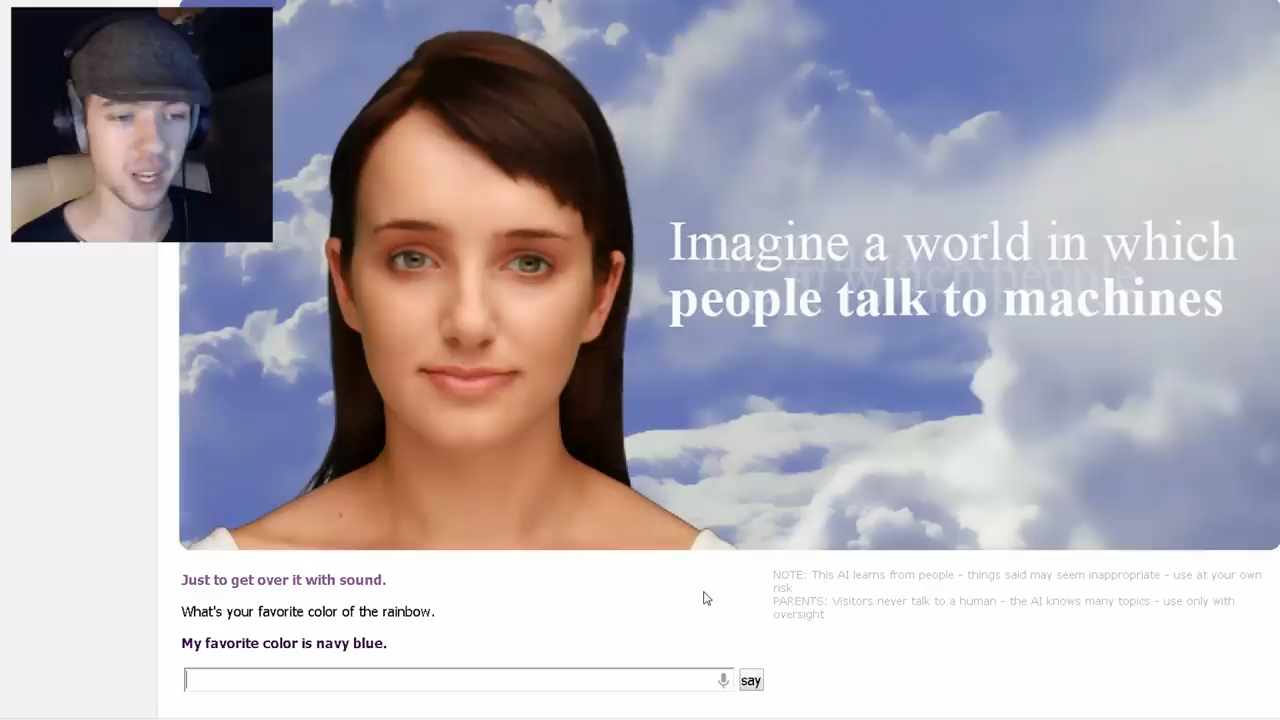 Imagine a world in which
people talk to machines
Just to get over it with sound.
What's your favorite color of the rainbow.
My favorite color is navy blue.
say
NOTE: This AI learns from people - things said may seem inappropriate - use at your own
risk
PARENTS: Visitors never talk to a human - the AI knows many topics - use only with
oversight